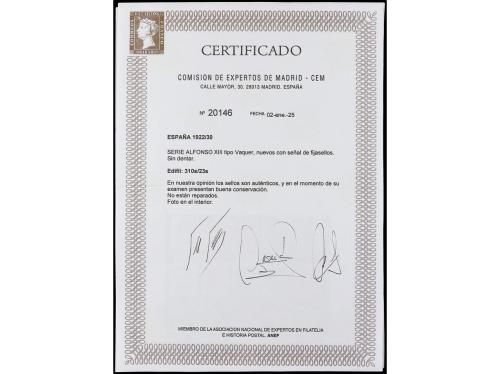 CERTIFICADO
COMISION DE EXPERTOS DE MADRID - CEM
CALLE MAYOR, 30. 28013 MADRID. ESPAÑA
Nº 20146 FECHA 02-ene.-25
ESPAÑA 1922/30
SERIE ALFONSO XIII tipo Vaquer, nuevos con señal de fijasellos.
Sin dentar.
Edifil: 310s/23s
En nuestra opinión los sellos son auténticos, y en el momento de su
examen presentan buena conservación.
No están reparados.
Foto en el interior.
MIEMBRO DE LA ASOCIACION NACIONAL DE EXPERTOS EN FILATELIA
E HISTORIA POSTAL. ANEF